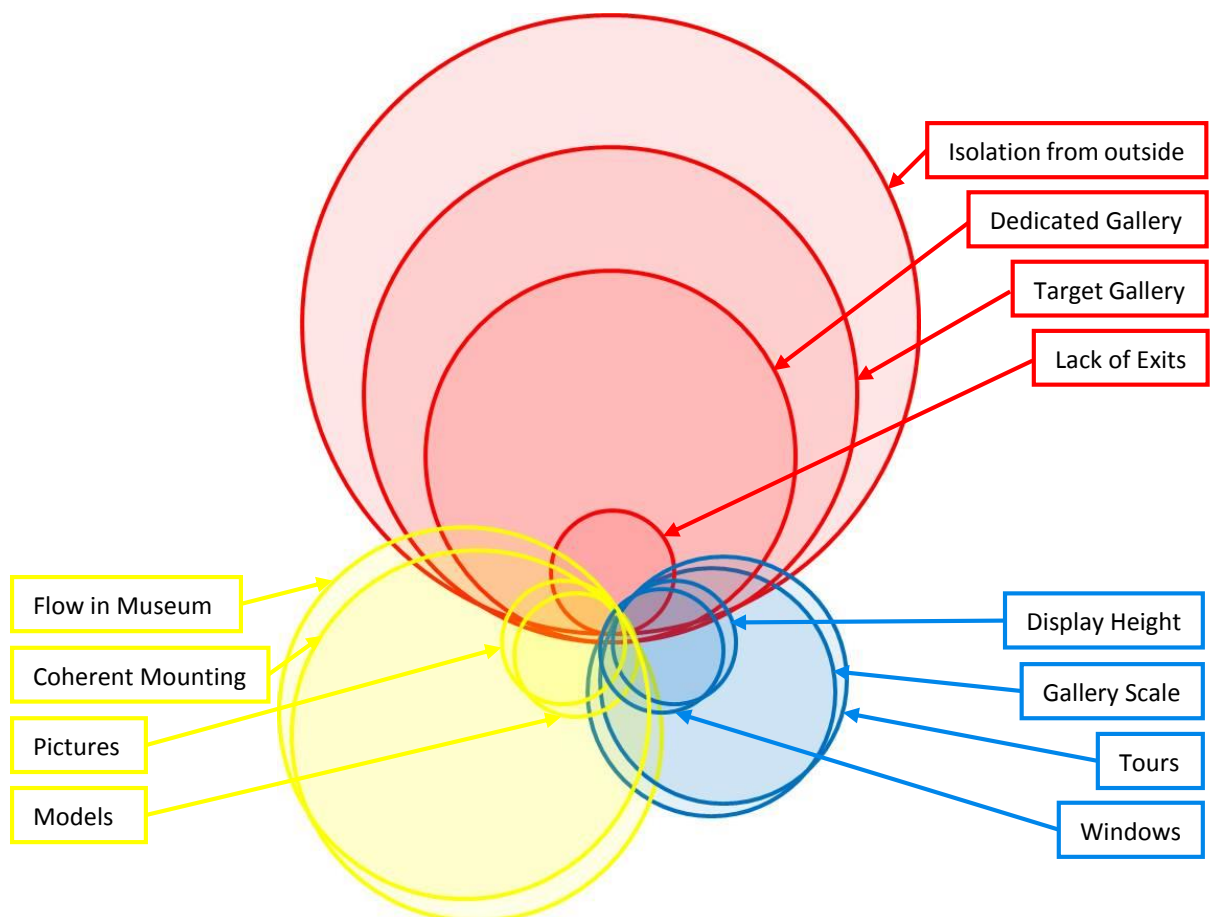 Isolation from outside
Dedicated Gallery
Target Gallery
Lack of Exits
Flow in Museum
Coherent Mounting
Pictures
Models
Display Height
Gallery Scale
Tours
Windows